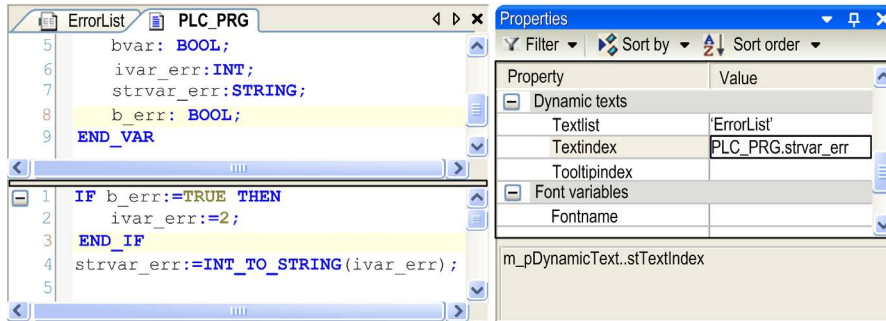 ErrorList PLC_PRG
5 bvar: BOOL;
6 ivar_err:INT;
7 strvar_err:STRING;
8 b_err: BOOL;
9 END_VAR
1 IF b_err:=TRUE THEN
2 ivar_err:=2;
3 END_IF
4 strvar_err:=INT_TO_STRING(ivar_err);
5
Properties
Filter Sort by Sort order
Property Value
Dynamic texts
Textlist 'ErrorList'
Textindex PLC_PRG.strvar_err
Tooltipindex
Font variables
Fontname
m_pDynamicText..stTextIndex